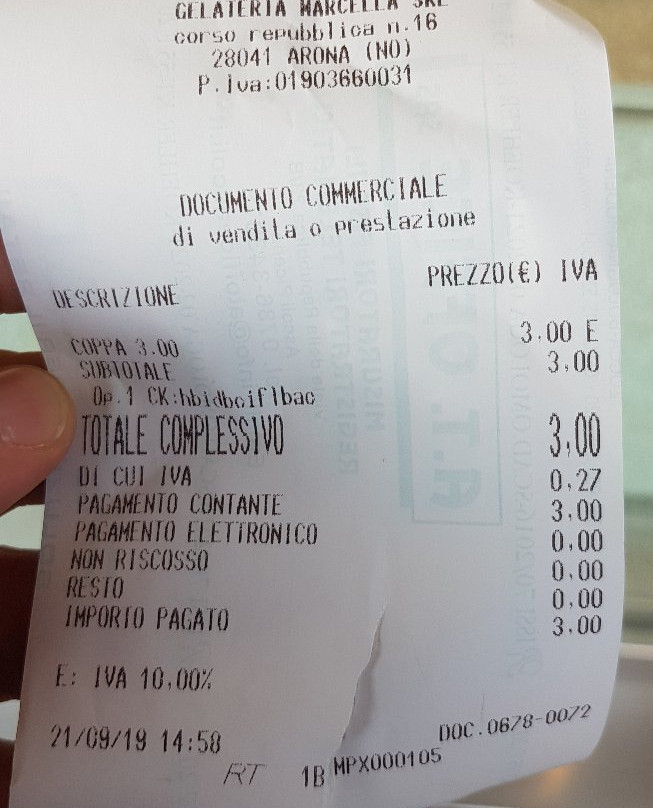 GELATERIA MARCELLA SRL
corso repubblica n.16
28041 ARONA (NO)
P.Iva:01903660031
DOCUMENTO COMMERCIALE
di vendita o prestazione
DESCRIZIONE PREZZO(€) IVA
COPPA 3.00 3.00 E
SUBTOTALE 3,00
Op.1 CK:hbidbciflbac
TOTALE COMPLESSIVO 3,00
DI CUI IVA 0,27
PAGAMENTO CONTANTE 3.00
PAGAMENTO ELETTRONICO 0.00
NON RISCOSSO 0.00
RESTO 0.00
IMPORTO PAGATO 3.00
E: IVA 10,00%
21/09/19 14:58 DOC.0678-0072
RT 1B MPX000105